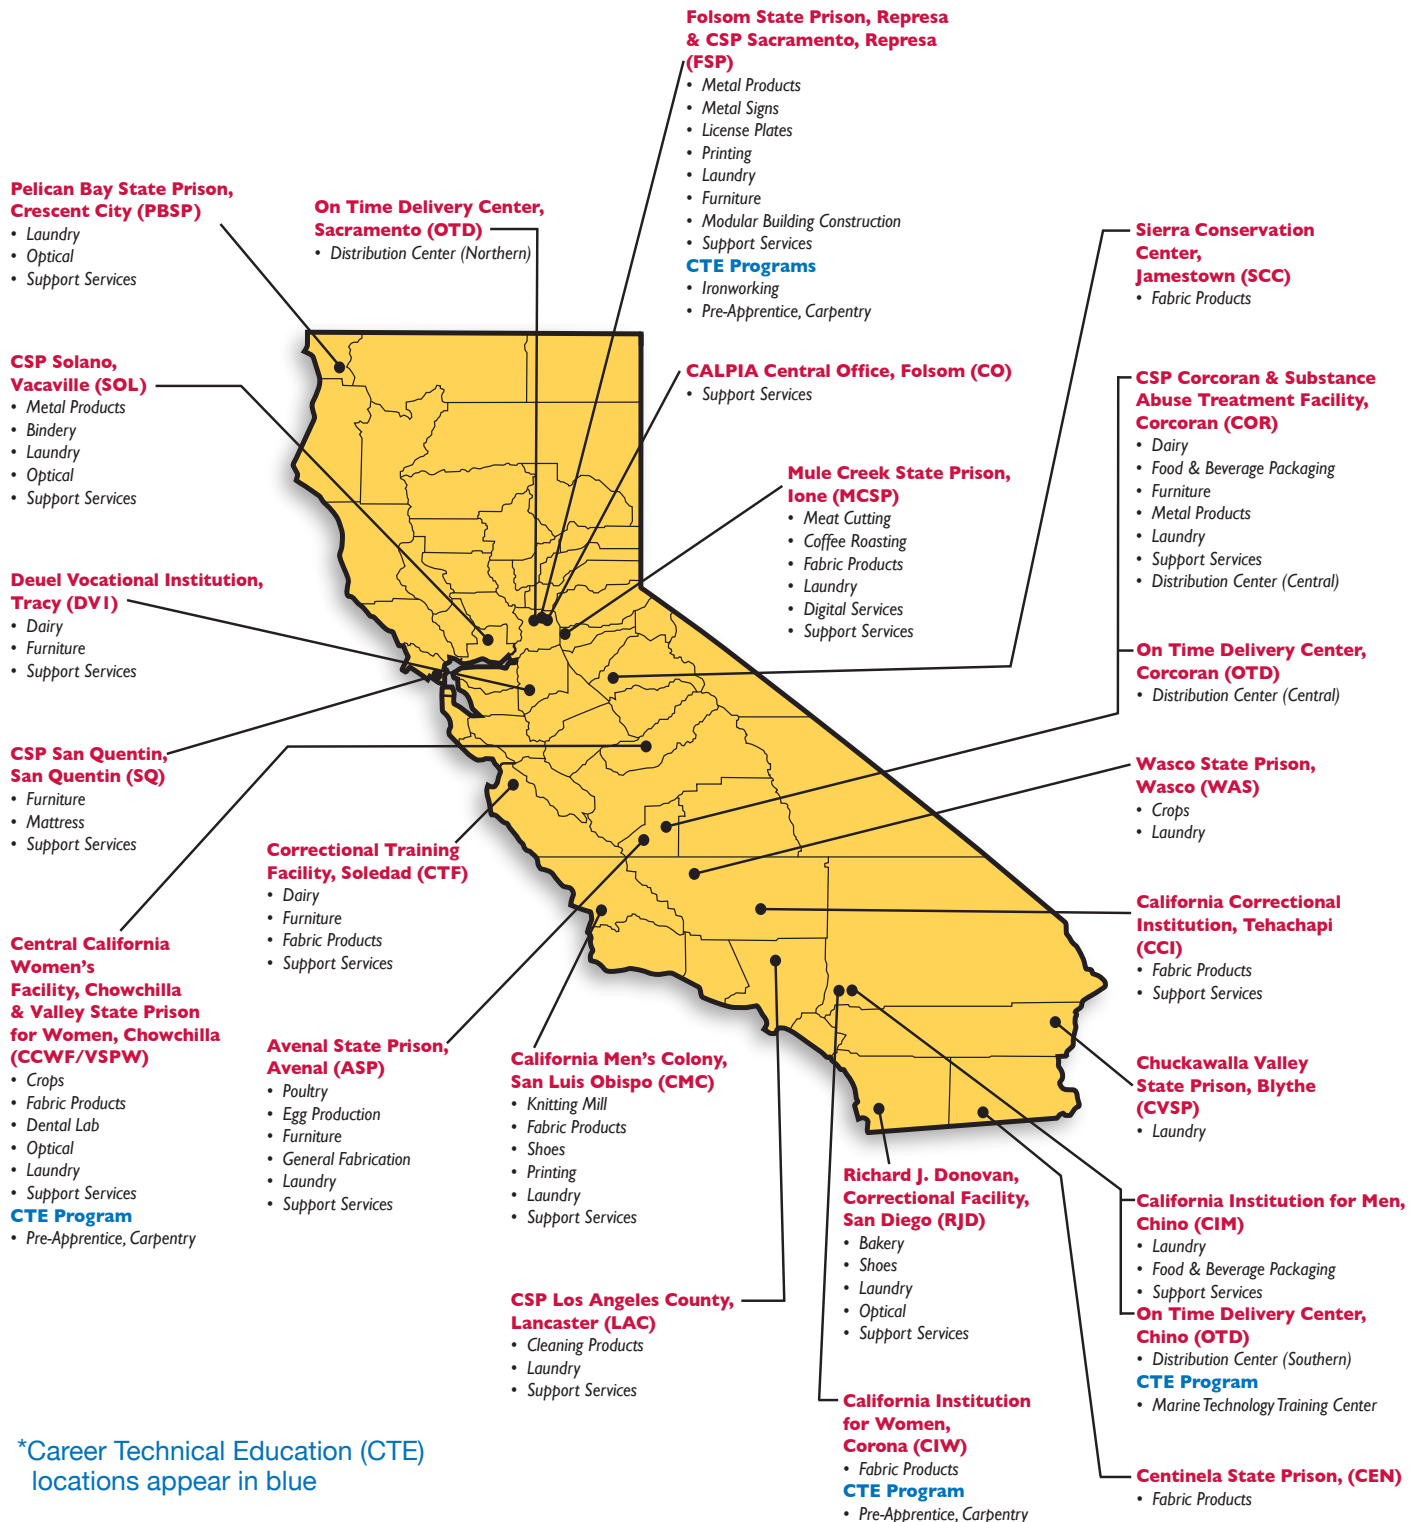 Folsom State Prison, Represa
& CSP Sacramento, Represa
(FSP)
• Metal Products
• Metal Signs
• License Plates
• Printing
• Laundry
• Furniture
• Modular Building Construction
• Support Services
CTE Programs
• Ironworking
• Pre-Apprentice, Carpentry
Pelican Bay State Prison,
Crescent City (PBSP)
• Laundry
• Optical
• Support Services
On Time Delivery Center,
Sacramento (OTD)
• Distribution Center (Northern)
Sierra Conservation
Center,
Jamestown (SCC)
• Fabric Products
CSP Solano,
Vacaville (SOL)
• Metal Products
• Bindery
• Laundry
• Optical
• Support Services
CALPIA Central Office, Folsom (CO)
• Support Services
CSP Corcoran & Substance
Abuse Treatment Facility,
Corcoran (COR)
• Dairy
• Food & Beverage Packaging
• Furniture
• Metal Products
• Laundry
• Support Services
• Distribution Center (Central)
Mule Creek State Prison,
Ione (MCSP)
• Meat Cutting
• Coffee Roasting
• Fabric Products
• Laundry
• Digital Services
• Support Services
Deuel Vocational Institution,
Tracy (DVI)
• Dairy
• Furniture
• Support Services
On Time Delivery Center,
Corcoran (OTD)
• Distribution Center (Central)
CSP San Quentin,
San Quentin (SQ)
• Furniture
• Mattress
• Support Services
Wasco State Prison,
Wasco (WAS)
• Crops
• Laundry
Correctional Training
Facility, Soledad (CTF)
• Dairy
• Furniture
• Fabric Products
• Support Services
California Correctional
Institution, Tehachapi
(CCI)
• Fabric Products
• Support Services
Central California
Women's
Facility, Chowchilla
& Valley State Prison
for Women, Chowchilla
(CCWF/VSPW)
• Crops
• Fabric Products
• Dental Lab
• Optical
• Laundry
• Support Services
CTE Program
• Pre-Apprentice, Carpentry
Avenal State Prison,
Avenal (ASP)
• Poultry
• Egg Production
• Furniture
• General Fabrication
• Laundry
• Support Services
California Men's Colony,
San Luis Obispo (CMC)
• Knitting Mill
• Fabric Products
• Shoes
• Printing
• Laundry
• Support Services
Chuckawalla Valley
State Prison, Blythe
(CVSP)
• Laundry
Richard J. Donovan,
Correctional Facility,
San Diego (RJD)
• Bakery
• Shoes
• Laundry
• Optical
• Support Services
California Institution for Men,
Chino (CIM)
• Laundry
• Food & Beverage Packaging
• Support Services
On Time Delivery Center,
Chino (OTD)
• Distribution Center (Southern)
CTE Program
• Marine Technology Training Center
CSP Los Angeles County,
Lancaster (LAC)
• Cleaning Products
• Laundry
• Support Services
California Institution
for Women,
Corona (CIW)
• Fabric Products
CTE Program
• Pre-Apprentice, Carpentry
Centinela State Prison, (CEN)
• Fabric Products
*Career Technical Education (CTE)
locations appear in blue